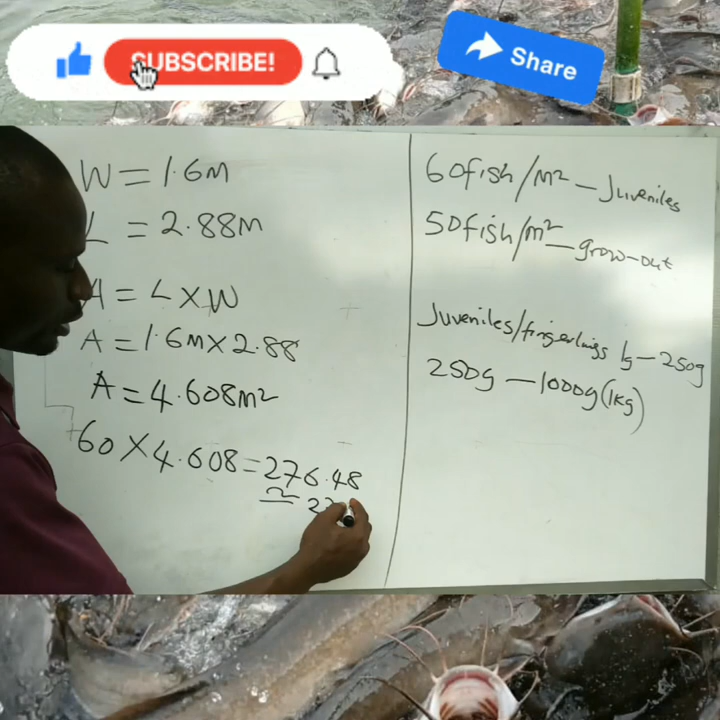 SUBSCRIBE!
Share
W = 1.6M
L = 2.88M
A = L X W
A = 1.6M X 2.88
A = 4.608M²
60 X 4.608 = 276.48
≈ 27
60fish/M² – Juveniles
50fish/M² – grow-out
Juveniles/fingerlings 1g – 250g
250g – 1000g (1kg)